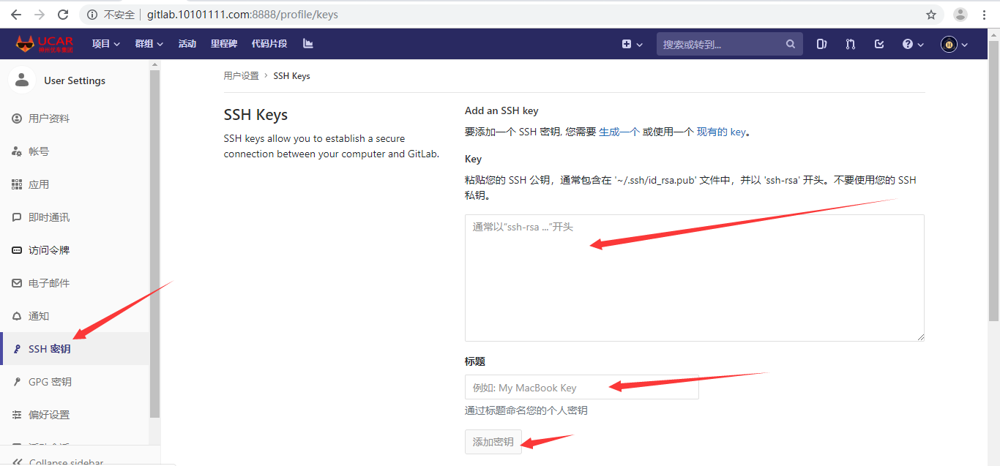 不安全 gitlab.10101111.com:8888/profile/keys
UCAR
神州优车集团
项目 群组 活动 里程碑 代码片段 搜索或转到...
User Settings
用户资料
帐号
应用
即时通讯
访问令牌
电子邮件
通知
SSH 密钥
GPG 密钥
偏好设置
Collapse sidebar
用户设置 › SSH Keys
SSH Keys
SSH keys allow you to establish a secure
connection between your computer and GitLab.
Add an SSH key
要添加一个 SSH 密钥, 您需要 生成一个 或使用一个 现有的 key。
Key
粘贴您的 SSH 公钥，通常包含在 '~/.ssh/id_rsa.pub' 文件中，并以 'ssh-rsa' 开头。不要使用您的 SSH
私钥。
通常以“ssh-rsa ...”开头
标题
例如: My MacBook Key
通过标题命名您的个人密钥
添加密钥